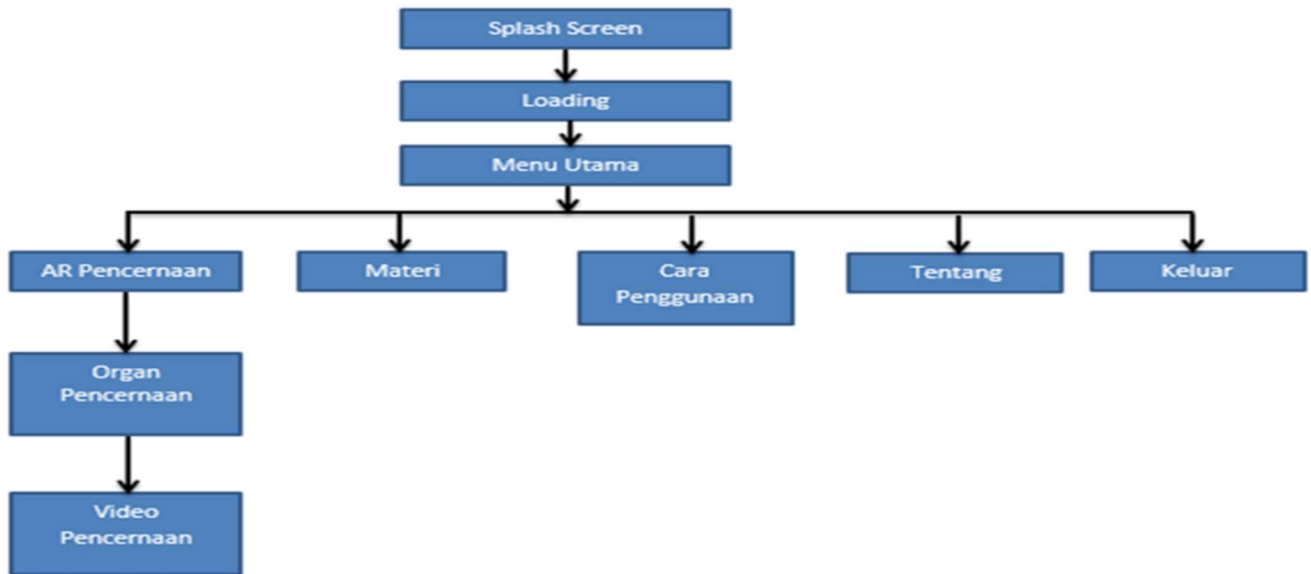 Splash Screen
Loading
Menu Utama
AR Pencernaan
Materi
Cara
Penggunaan
Tentang
Keluar
Organ
Pencernaan
Video
Pencernaan